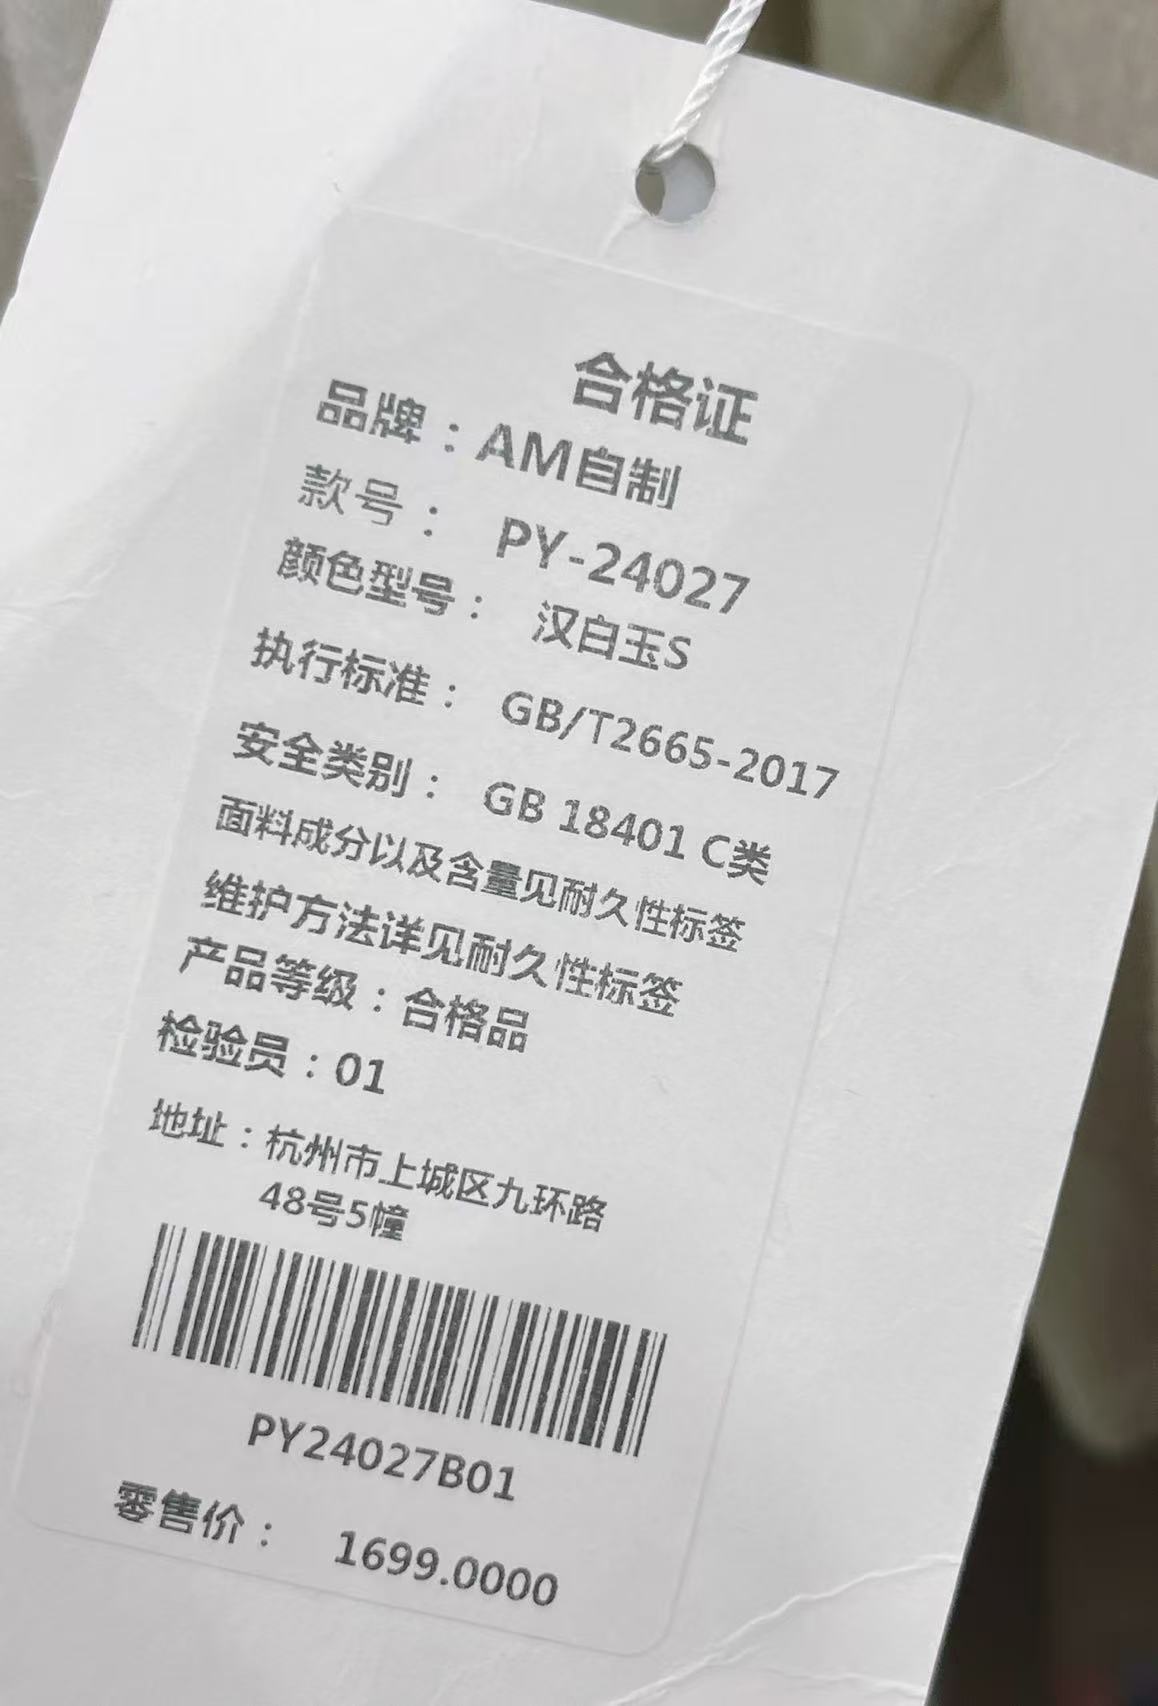 合格证
品牌：AM自制
款号： PY-24027
颜色型号： 汉白玉S
执行标准： GB/T2665-2017
安全类别： GB 18401 C类
面料成分以及含量见耐久性标签
维护方法详见耐久性标签
产品等级：合格品
检验员：01
地址：杭州市上城区九环路
48号5幢
PY24027B01
零售价： 1699.0000